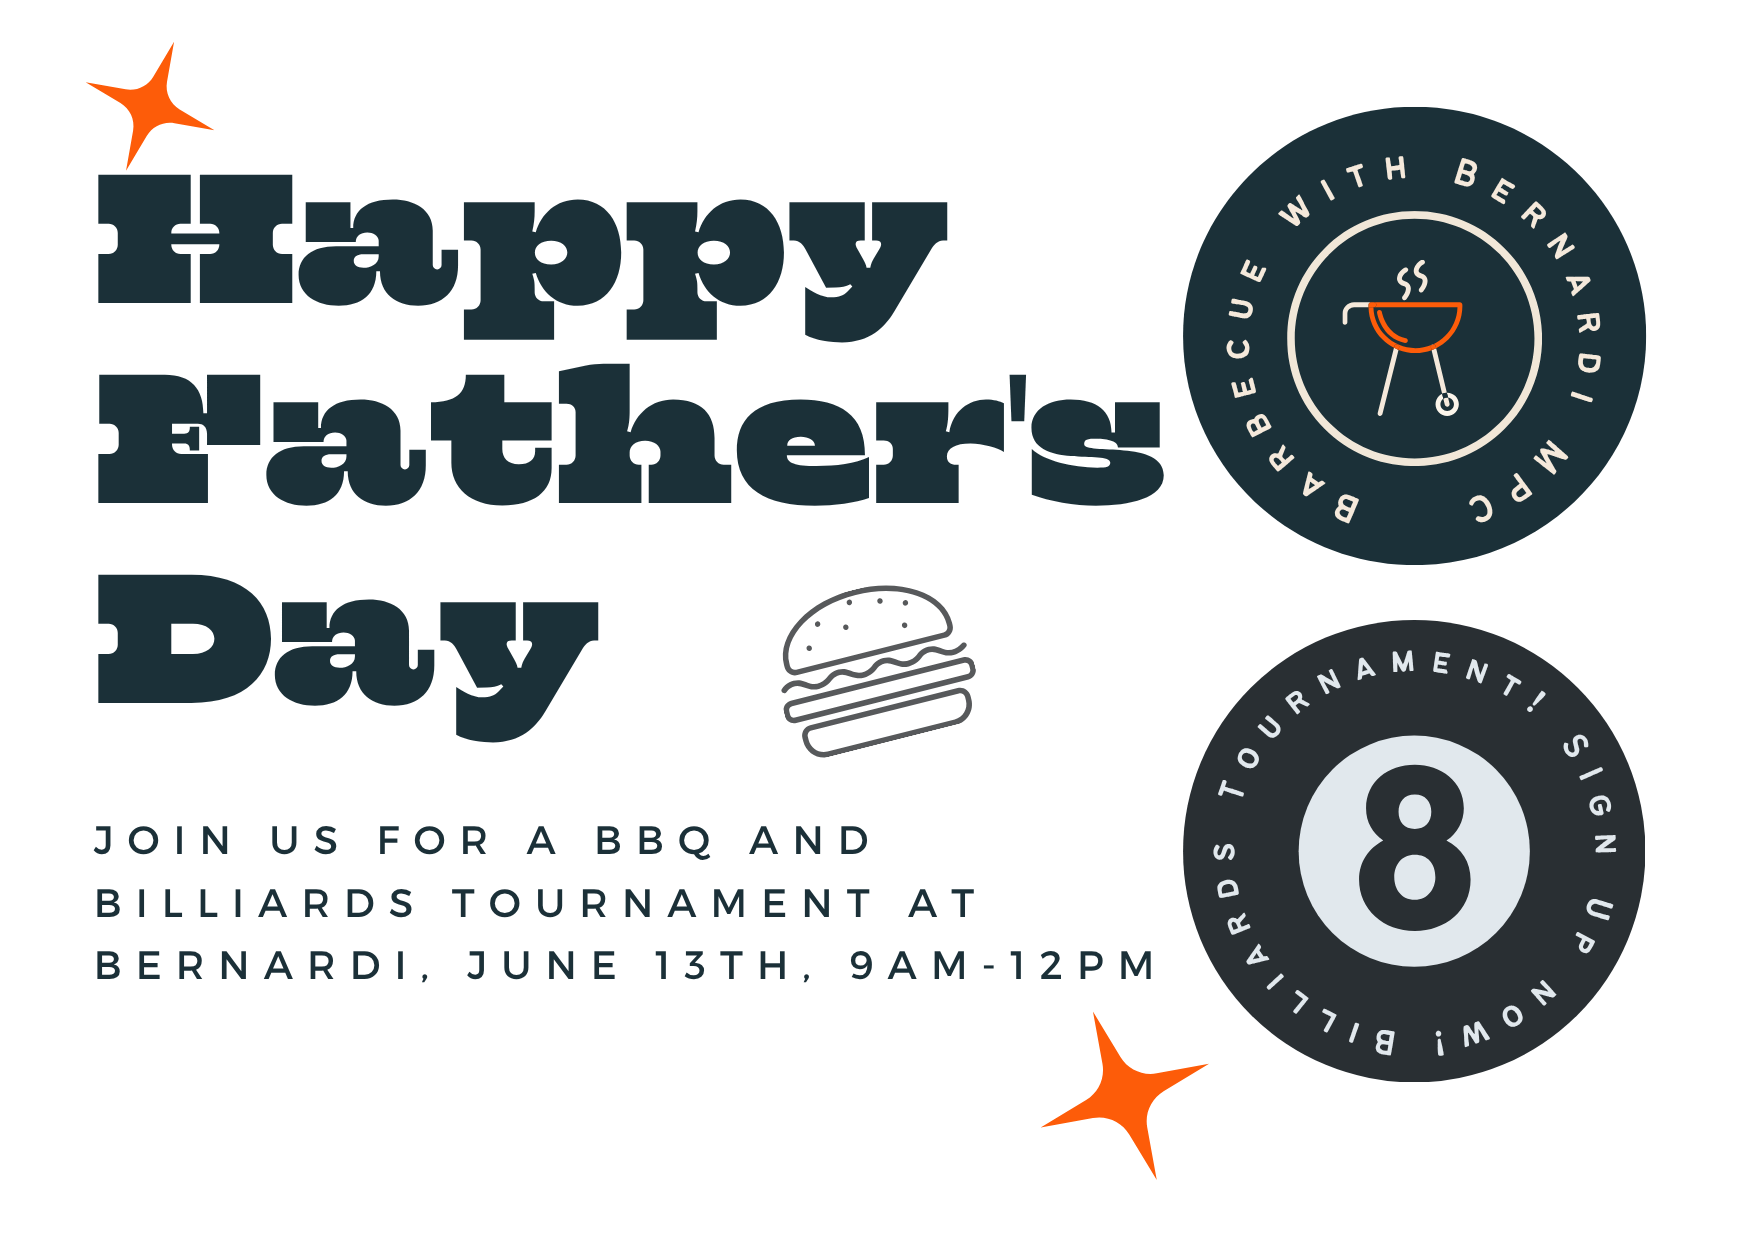 Happy
Father's
Day
JOIN US FOR A BBQ AND
BILLIARDS TOURNAMENT AT
BERNARDI, JUNE 13TH, 9AM-12PM
BARBECUE WITH BERNARDI MPC
BILLIARDS TOURNAMENT! SIGN UP NOW!
8